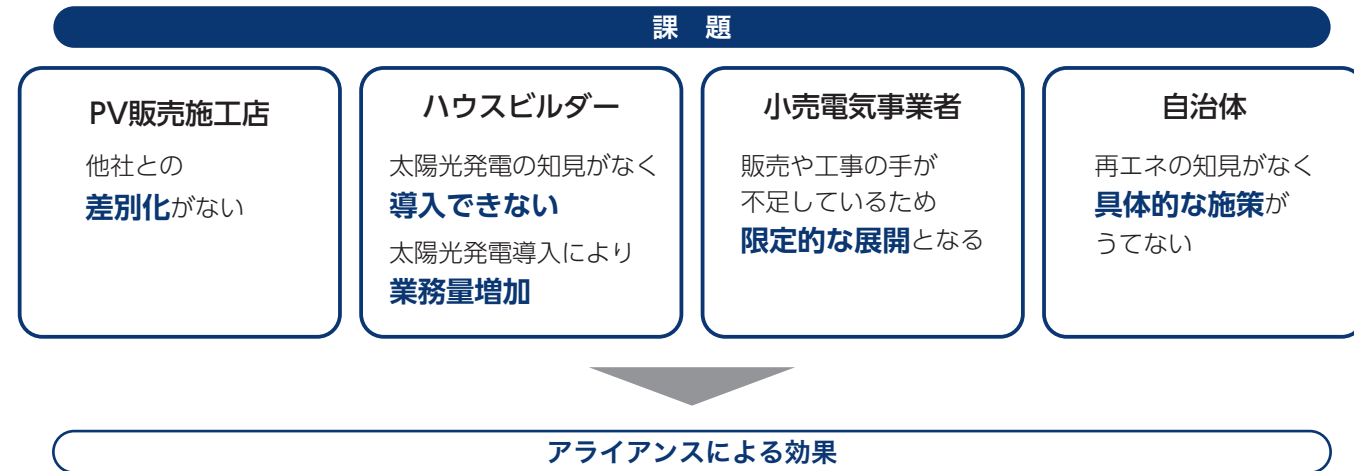 課 題
PV販売施工店
他社との
差別化がない
ハウスビルダー
太陽光発電の知見がなく
導入できない
太陽光発電導入により
業務量増加
小売電気事業者
販売や工事の手が
不足しているため
限定的な展開となる
自治体
再エネの知見がなく
具体的な施策が
うてない
アライアンスによる効果